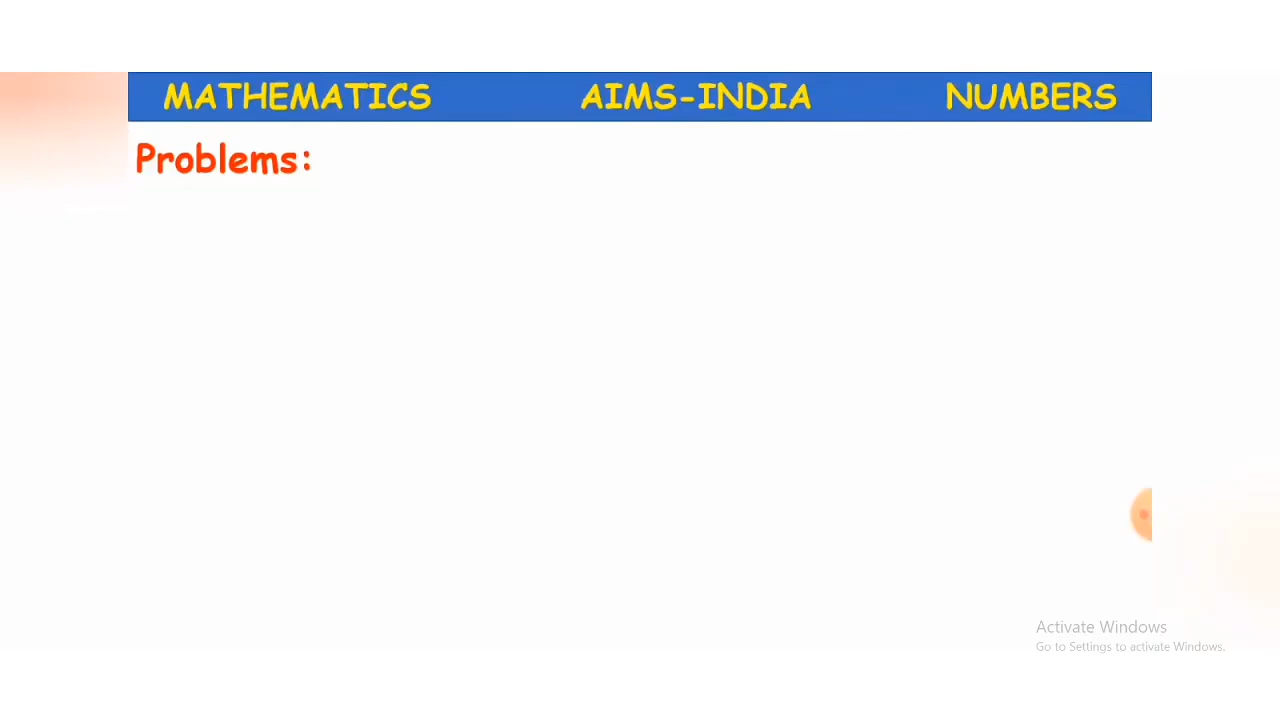 MATHEMATICS AIMS-INDIA NUMBERS
Problems:
Activate Windows
Go to Settings to activate Windows.